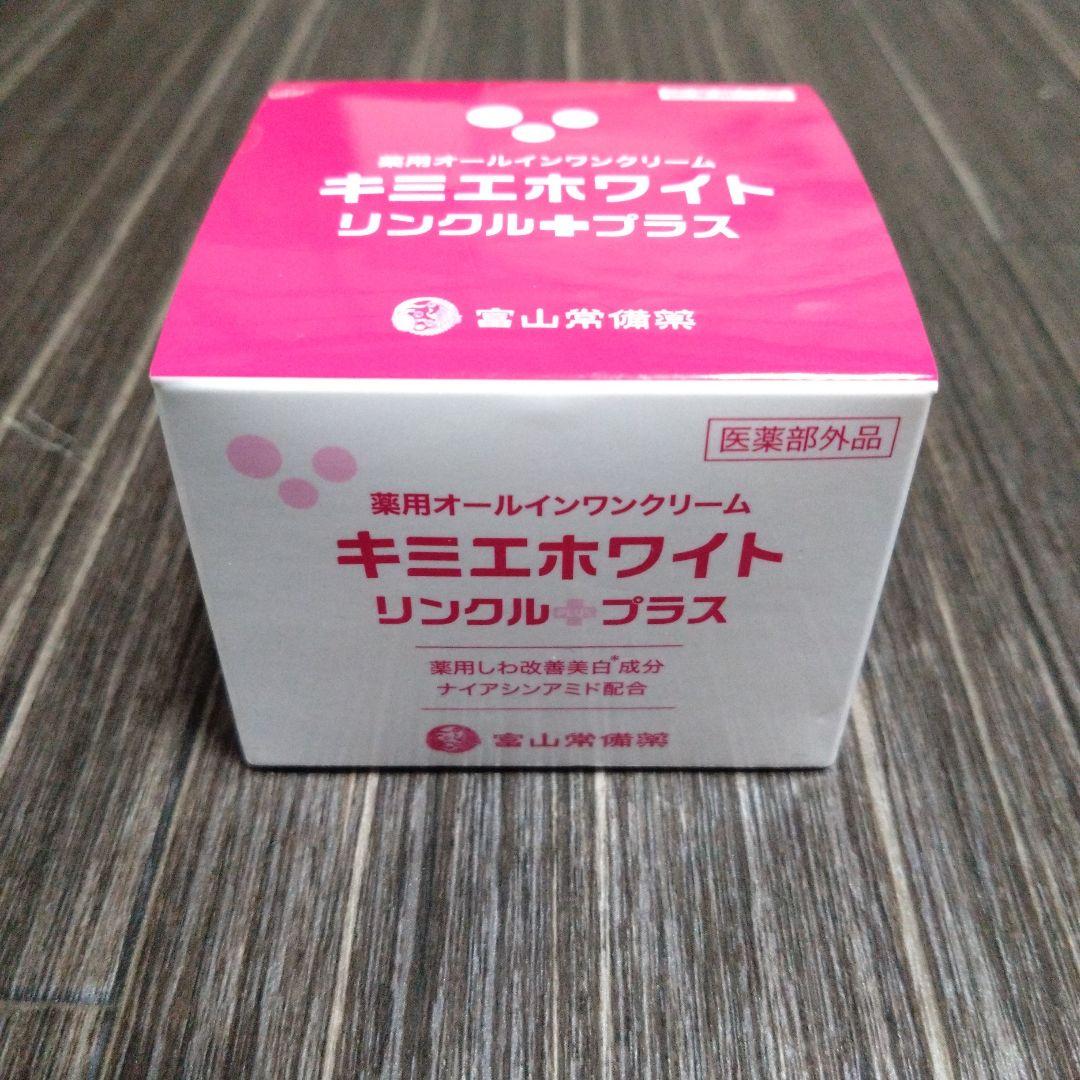 薬用オールインワンクリーム
キミエホワイト
リンクル+プラス
富山常備薬
医薬部外品
薬用オールインワンクリーム
キミエホワイト
リンクル PLUS プラス
薬用しわ改善美白*成分
ナイアシンアミド配合
富山常備薬